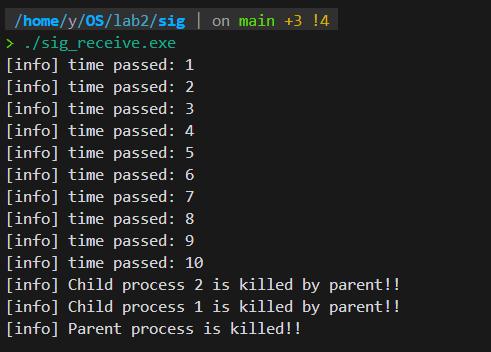 /home/y/OS/lab2/sig | on main +3 !4
> ./sig_receive.exe
[info] time passed: 1
[info] time passed: 2
[info] time passed: 3
[info] time passed: 4
[info] time passed: 5
[info] time passed: 6
[info] time passed: 7
[info] time passed: 8
[info] time passed: 9
[info] time passed: 10
[info] Child process 2 is killed by parent!!
[info] Child process 1 is killed by parent!!
[info] Parent process is killed!!